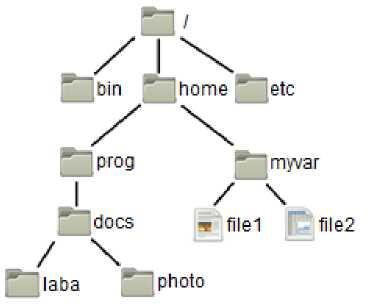 /
bin home etc
prog myvar
docs file1 file2
laba photo